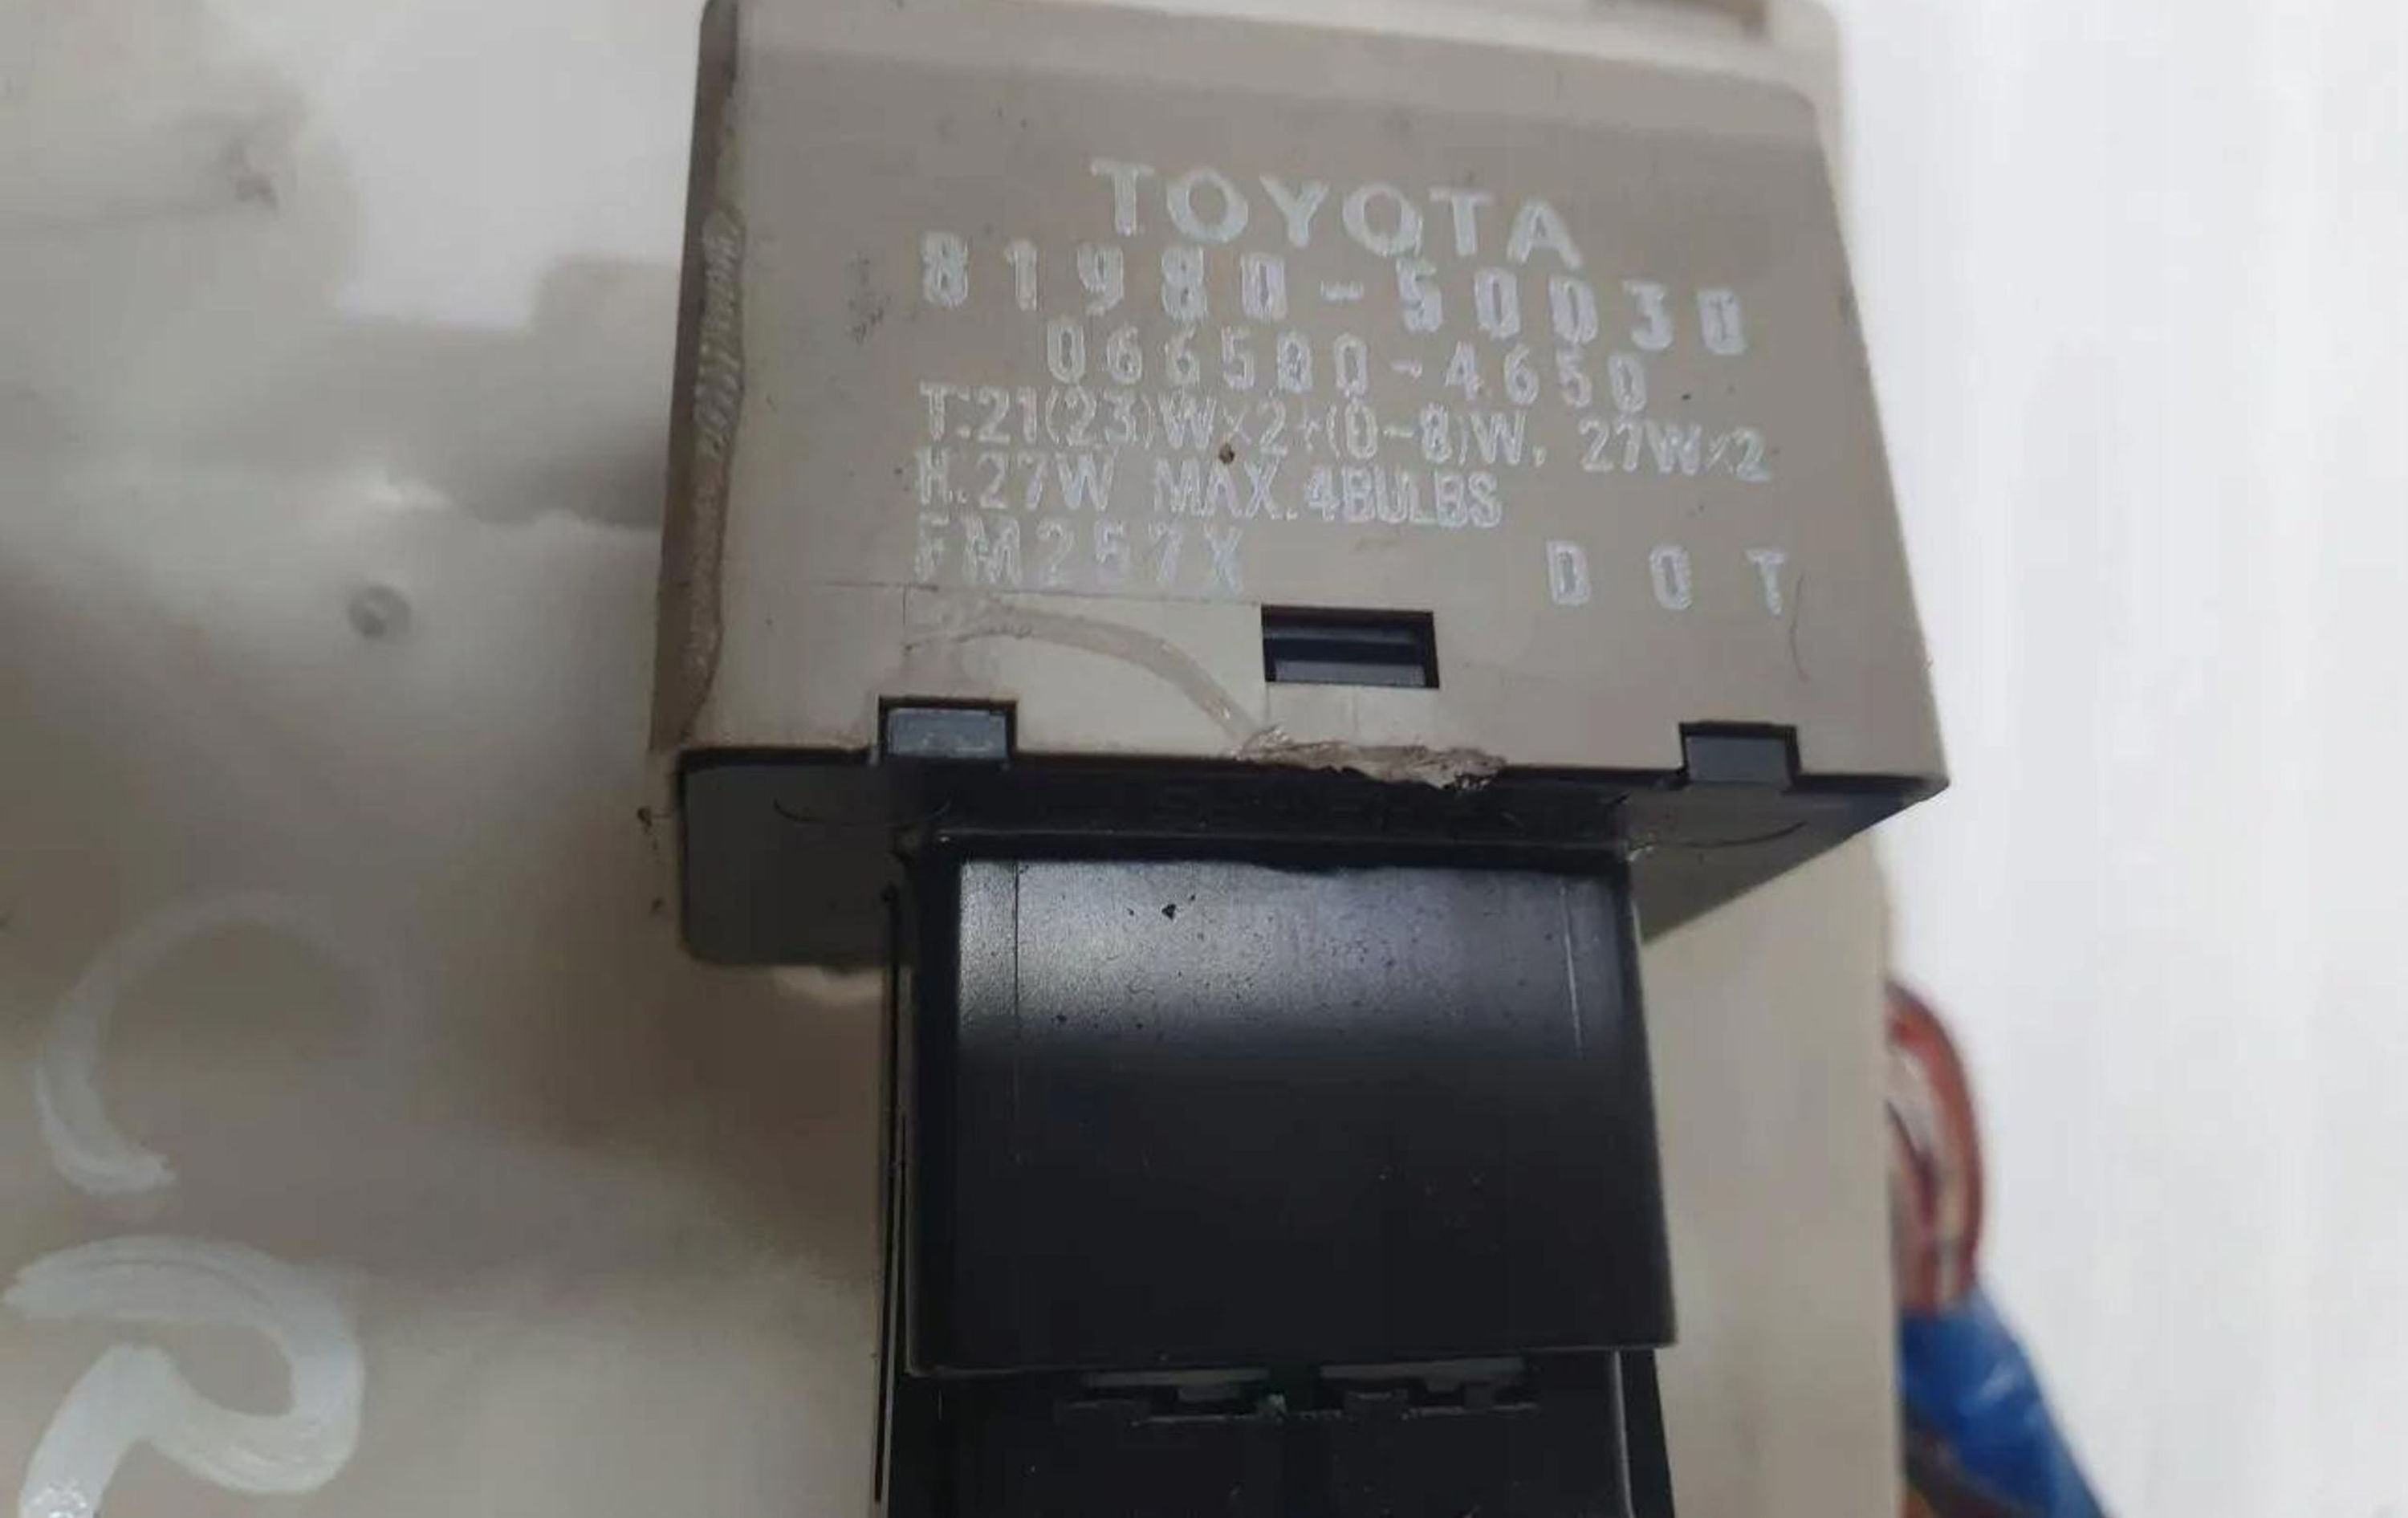 TOYOTA
81980-50030
066500-4650
T:21(23)W×2+(0-8)W, 27W×2
H:27W MAX.4BULBS
FM257X DOT